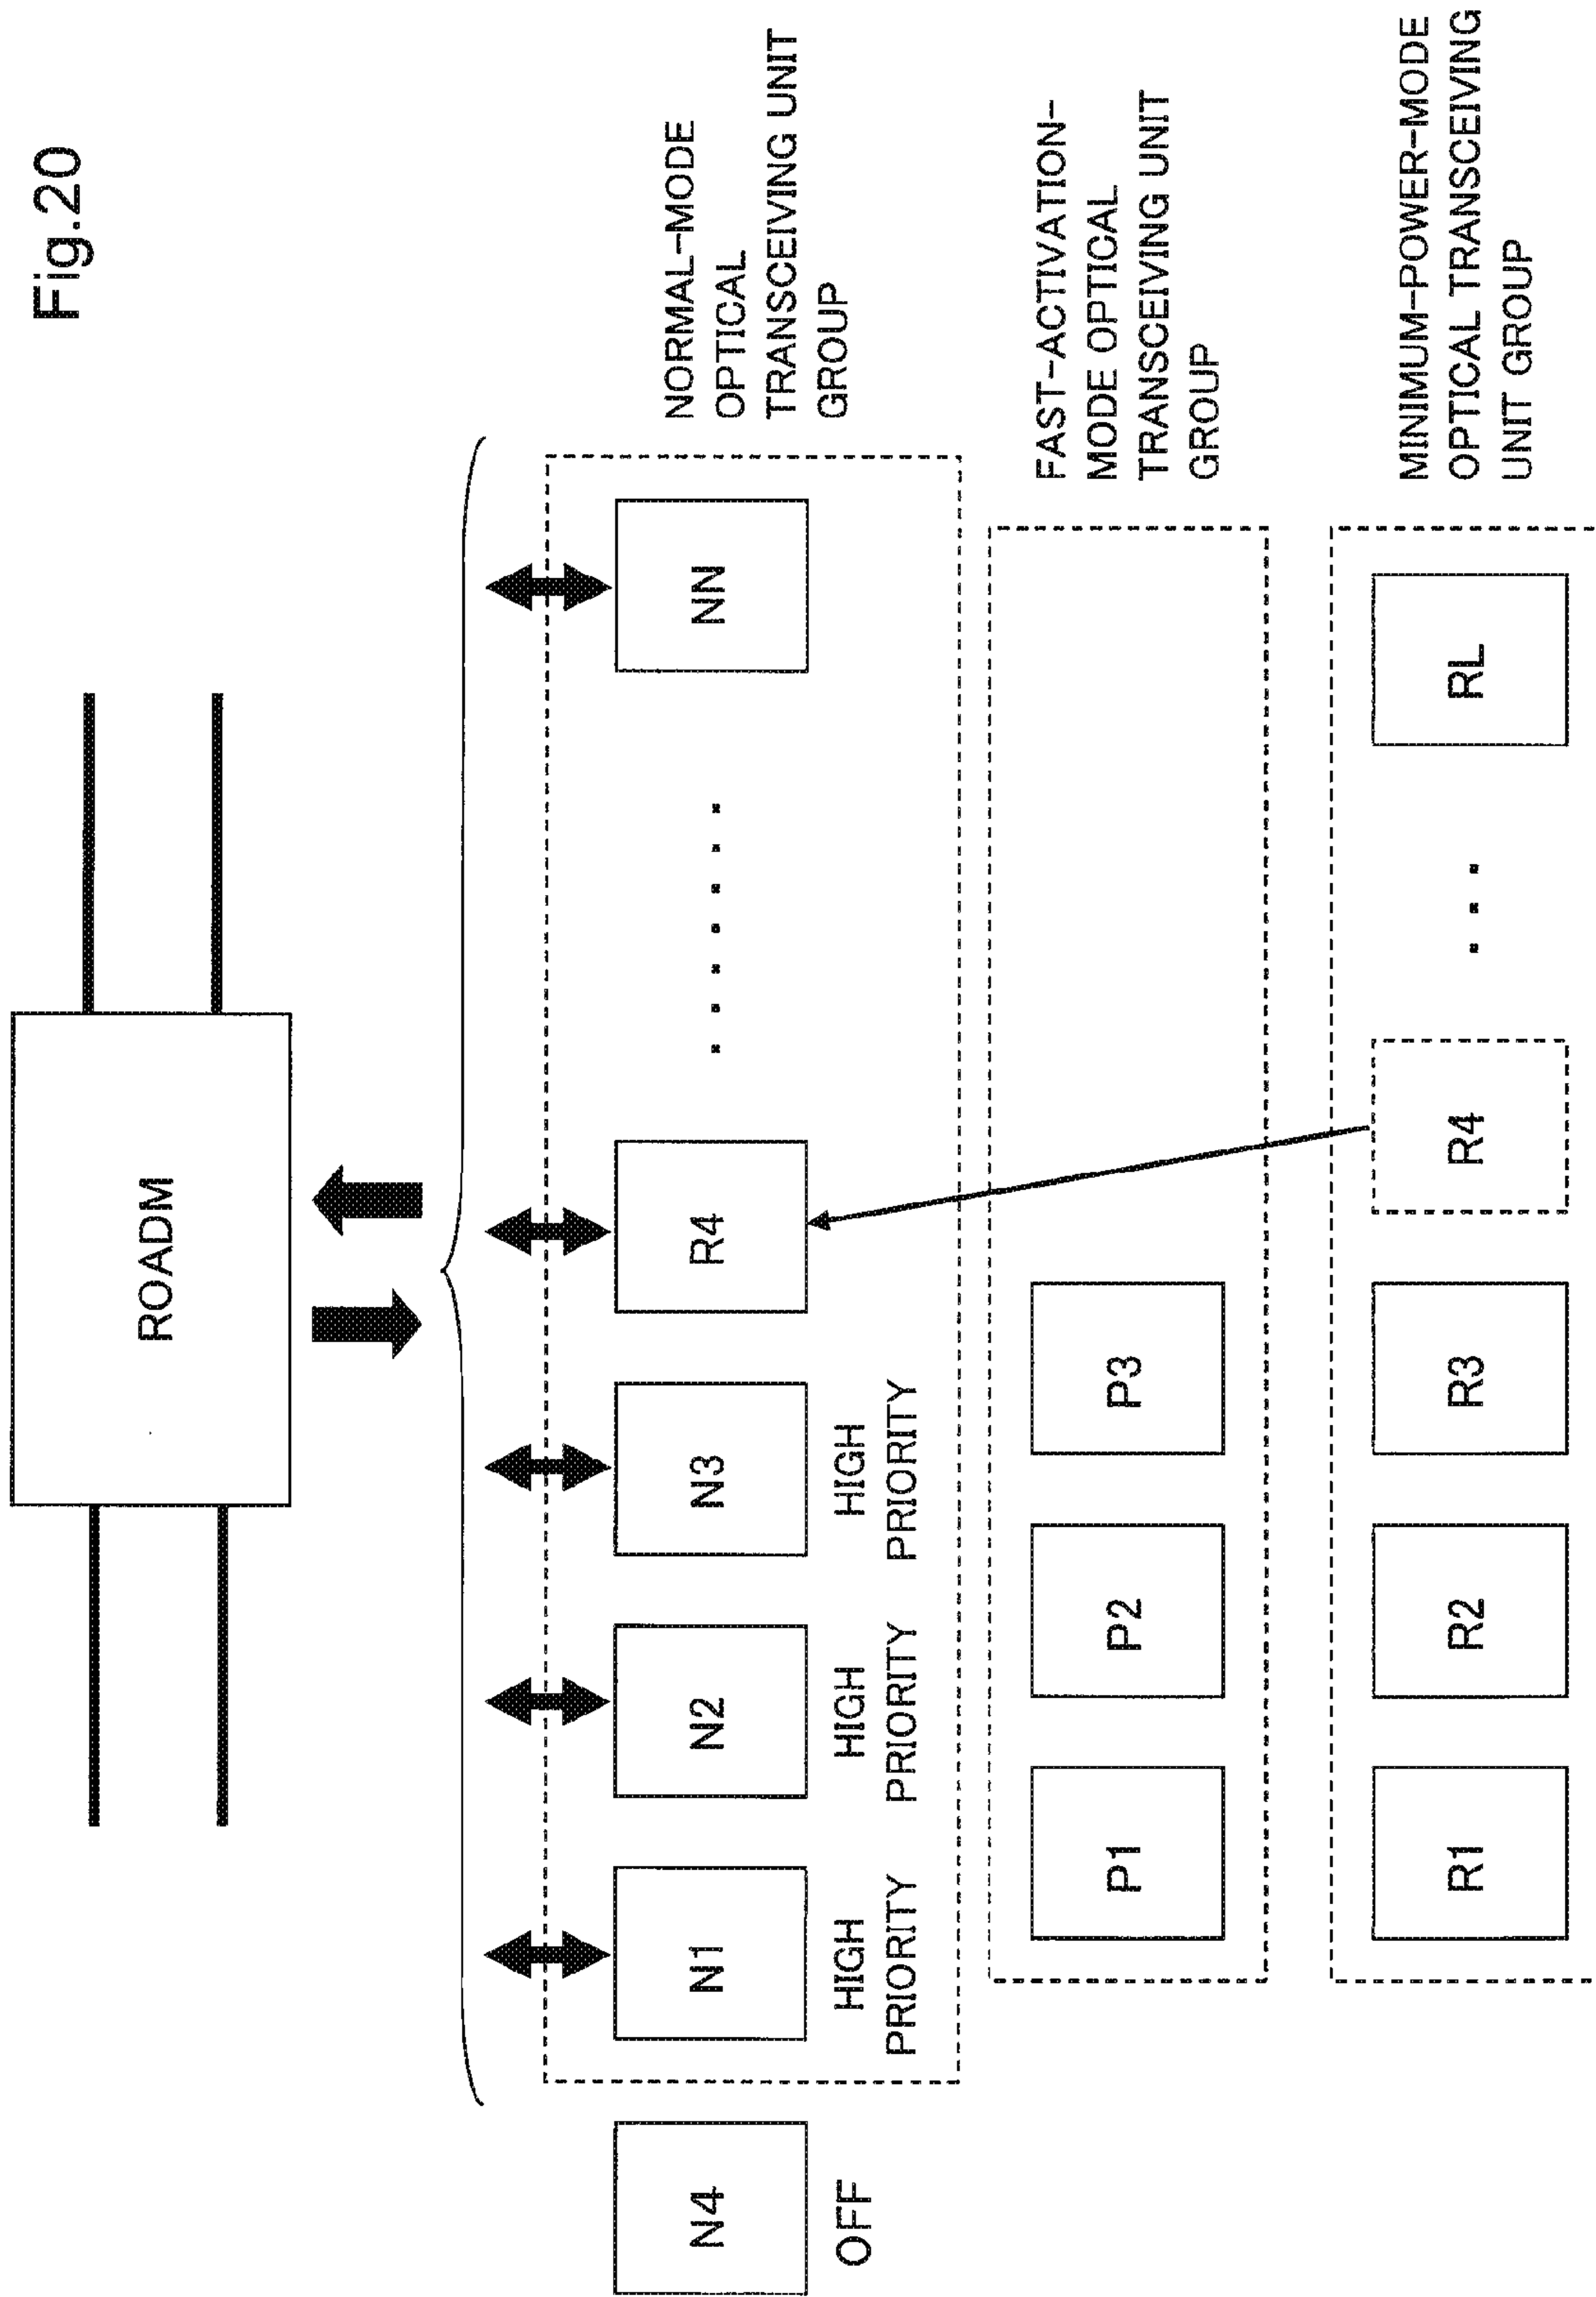 Fig.20
ROADM
N4
N1
N2
N3
R4
NN
NORMAL-MODE
OPTICAL
TRANSCEIVING UNIT
GROUP
OFF
HIGH
PRIORITY
HIGH
PRIORITY
HIGH
PRIORITY
P1
P2
P3
FAST-ACTIVATION-
MODE OPTICAL
TRANSCEIVING UNIT
GROUP
R1
R2
R3
R4
RL
MINIMUM-POWER-MODE
OPTICAL TRANSCEIVING
UNIT GROUP